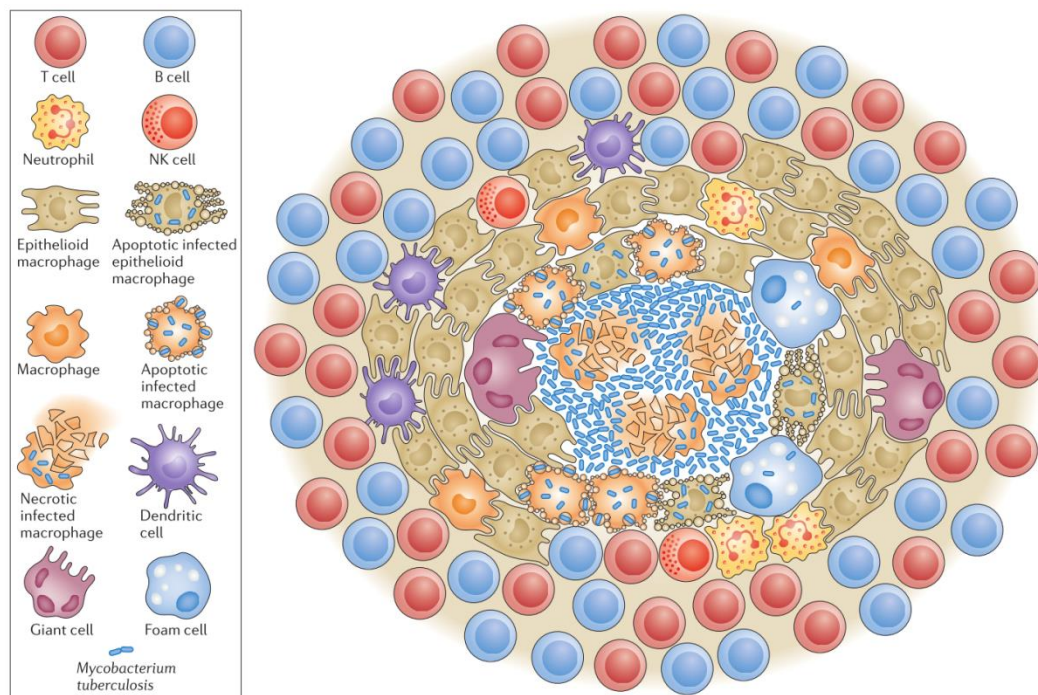 T cell
B cell
Neutrophil
NK cell
Epithelioid
macrophage
Apoptotic infected
epithelioid
macrophage
Macrophage
Apoptotic
infected
macrophage
Necrotic
infected
macrophage
Dendritic
cell
Giant cell
Foam cell
Mycobacterium
tuberculosis